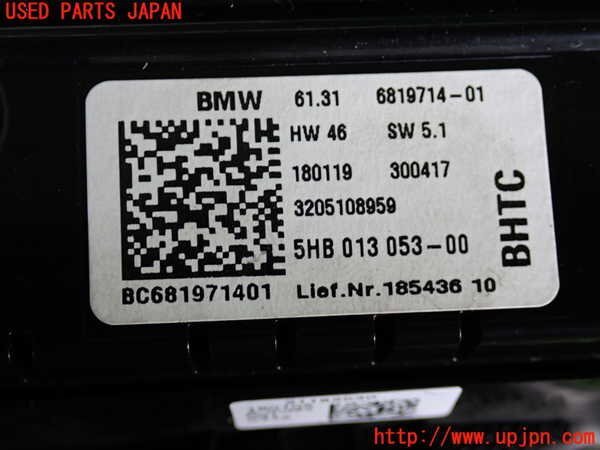 USED PARTS JAPAN
BMW 61.31 6819714-01
HW 46 SW 5.1
180119 300417
3205108959
5HB 013 053-00
BC681971401 Lief.Nr.185436 10
BHTC
http://www.upjpn.com/